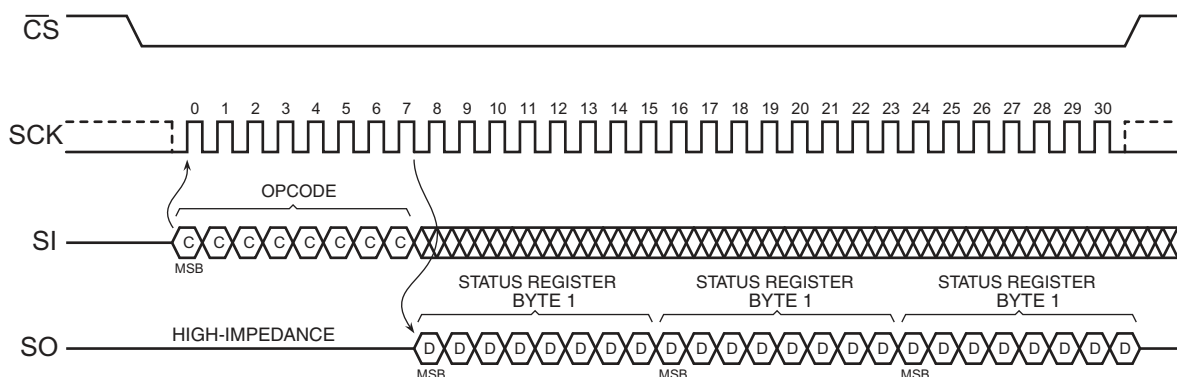 CS
0 1 2 3 4 5 6 7 8 9 10 11 12 13 14 15 16 17 18 19 20 21 22 23 24 25 26 27 28 29 30
SCK
OPCODE
SI C C C C C C C C
MSB
STATUS REGISTER BYTE 1 STATUS REGISTER BYTE 1 STATUS REGISTER BYTE 1
HIGH-IMPEDANCE
SO D D D D D D D D D D D D D D D D D D D D D D D D
MSB MSB MSB